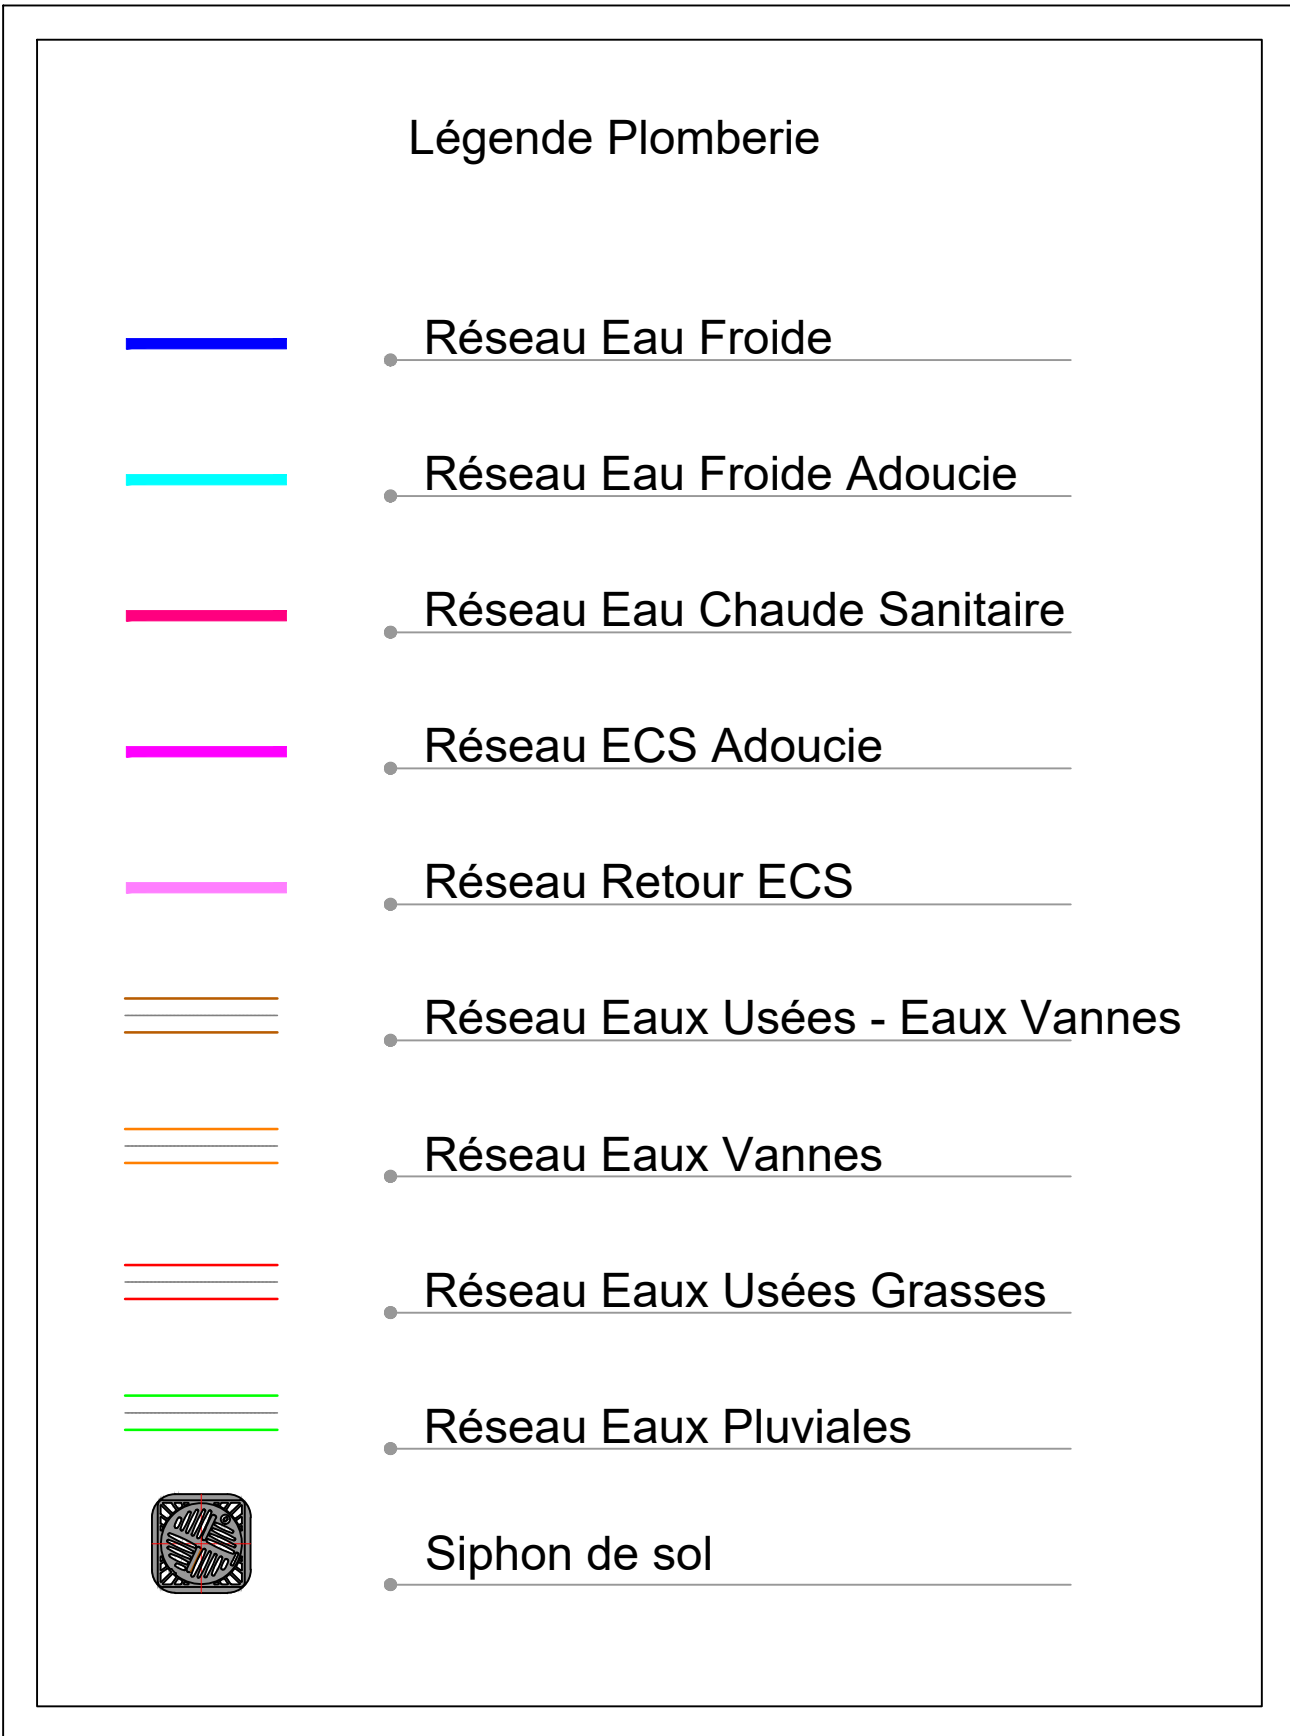 Légende Plomberie
Réseau Eau Froide
Réseau Eau Froide Adoucie
Réseau Eau Chaude Sanitaire
Réseau ECS Adoucie
Réseau Retour ECS
Réseau Eaux Usées - Eaux Vannes
Réseau Eaux Vannes
Réseau Eaux Usées Grasses
Réseau Eaux Pluviales
Siphon de sol